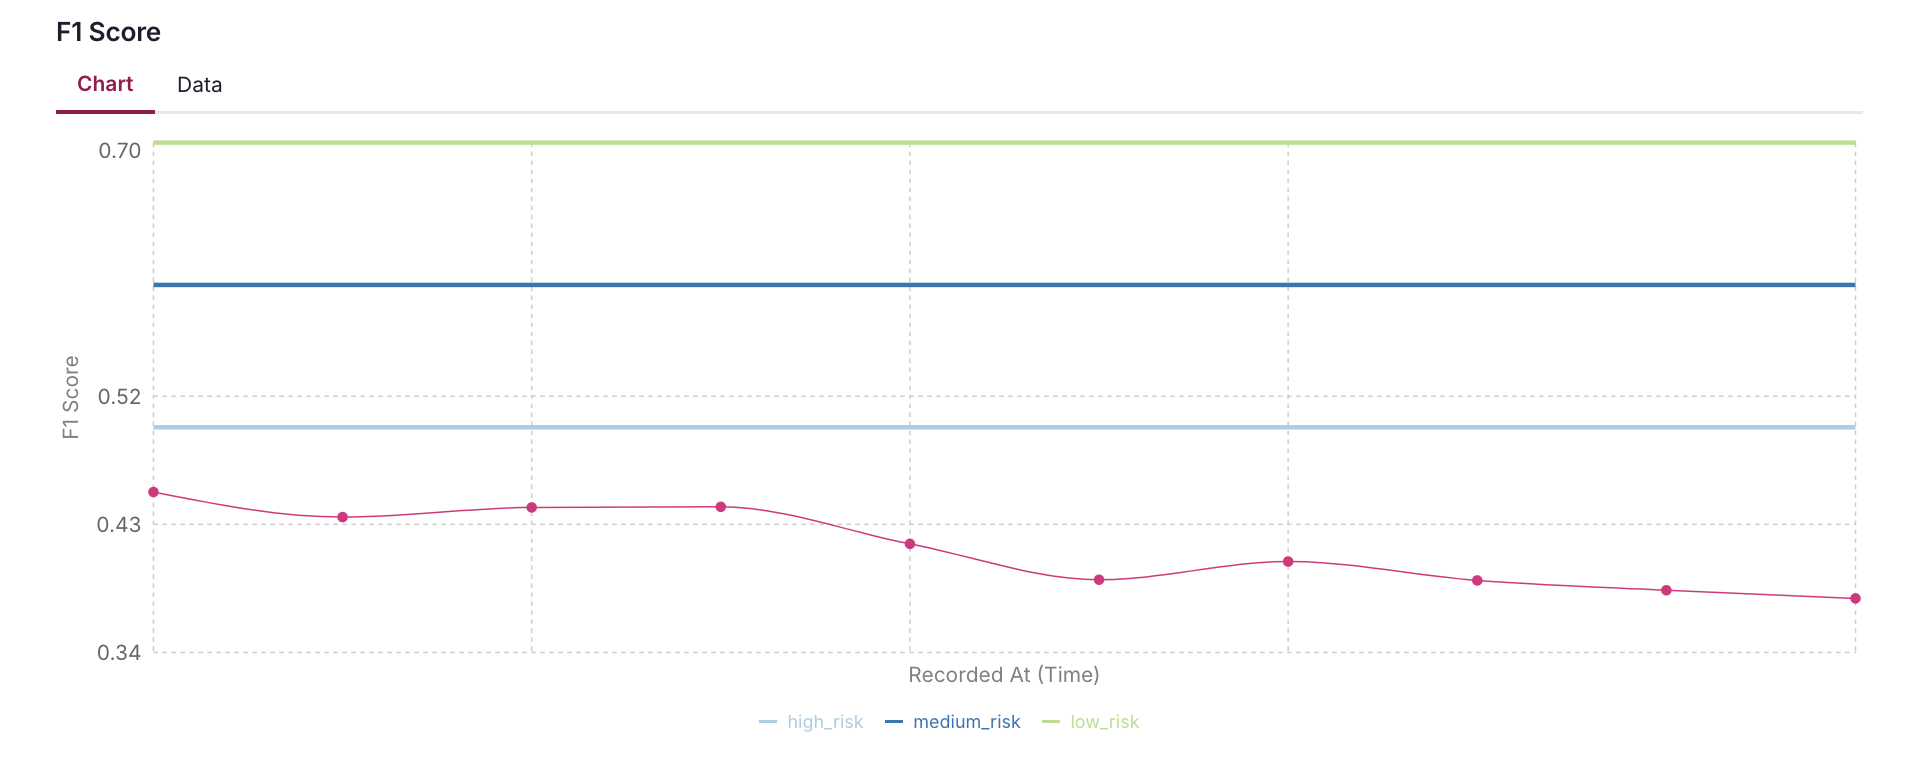 F1 Score
Chart Data
0.70
0.52
0.43
0.34
F1 Score
Recorded At (Time)
high_risk medium_risk low_risk